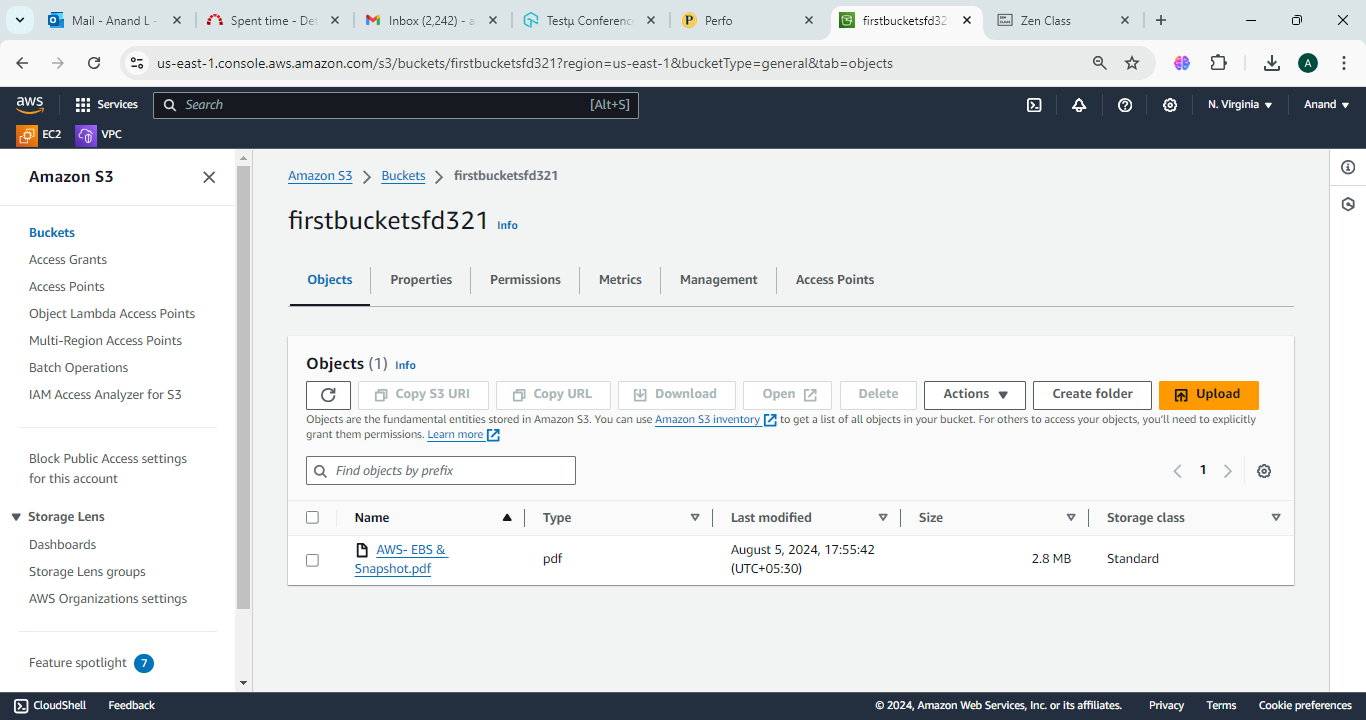 Mail - Anand L -
Spent time - Det
Inbox (2,242) - a
Testμ Conference
Perfo
firstbucketsfd32
Zen Class
us-east-1.console.aws.amazon.com/s3/buckets/firstbucketsfd321?region=us-east-1&bucketType=general&tab=objects
A
aws
Services
Search
[Alt+S]
N. Virginia
Anand
EC2
VPC
Amazon S3
Buckets
Access Grants
Access Points
Object Lambda Access Points
Multi-Region Access Points
Batch Operations
IAM Access Analyzer for S3
Block Public Access settings
for this account
Storage Lens
Dashboards
Storage Lens groups
AWS Organizations settings
Feature spotlight 7
Amazon S3 > Buckets > firstbucketsfd321
firstbucketsfd321 Info
Objects
Properties
Permissions
Metrics
Management
Access Points
Objects (1) Info
Copy S3 URI
Copy URL
Download
Open
Delete
Actions
Create folder
Upload
Objects are the fundamental entities stored in Amazon S3. You can use Amazon S3 inventory to get a list of all objects in your bucket. For others to access your objects, you'll need to explicitly
grant them permissions. Learn more
Find objects by prefix
1
Name
Type
Last modified
Size
Storage class
AWS- EBS &
Snapshot.pdf
pdf
August 5, 2024, 17:55:42
(UTC+05:30)
2.8 MB
Standard
CloudShell
Feedback
© 2024, Amazon Web Services, Inc. or its affiliates.
Privacy
Terms
Cookie preferences